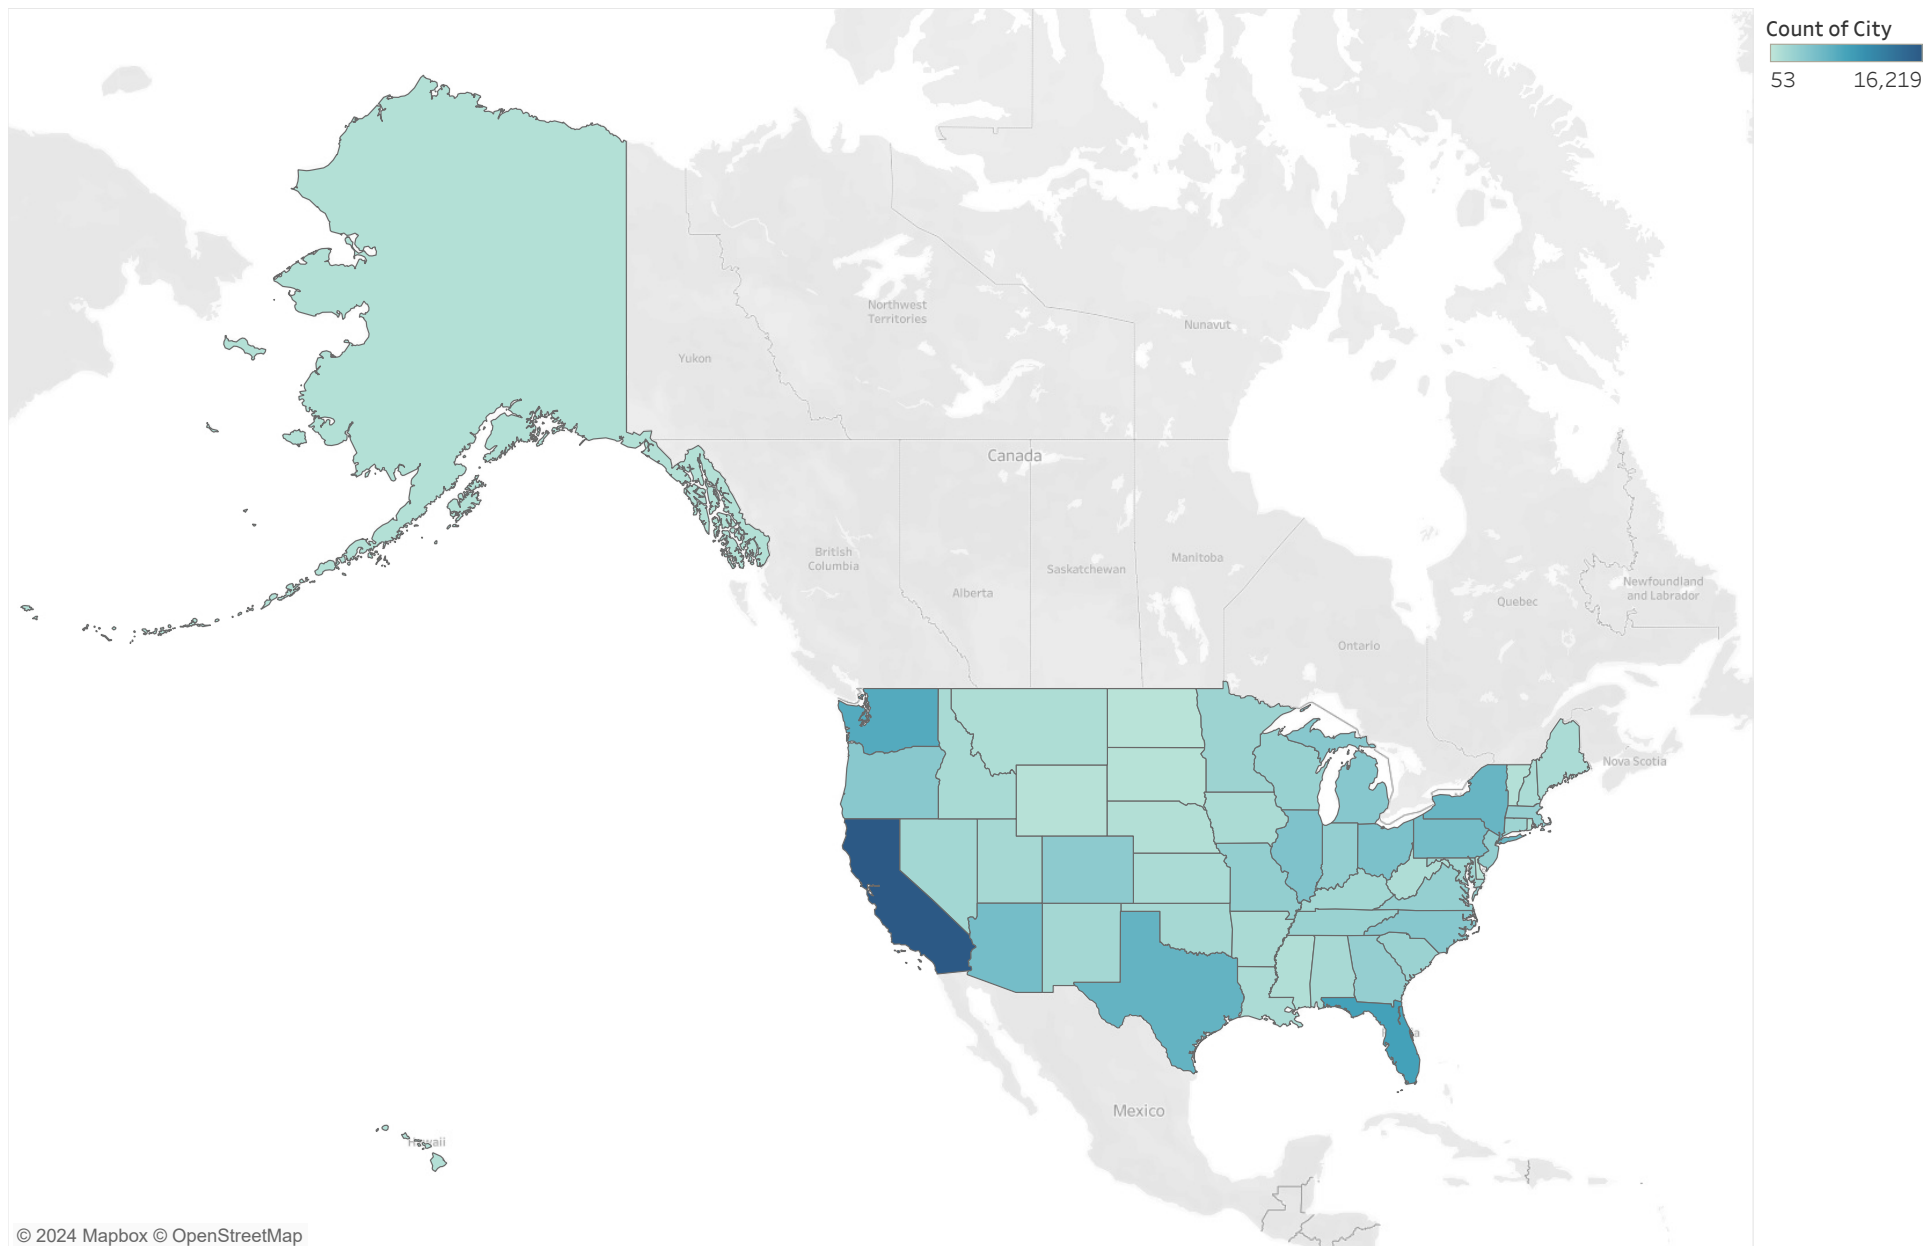 Count of City
53 16,219
Northwest
Territories
Nunavut
Yukon
Canada
British
Columbia
Alberta
Saskatchewan
Manitoba
Ontario
Quebec
Newfoundland
and Labrador
Nova Scotia
Mexico
© 2024 Mapbox © OpenStreetMap